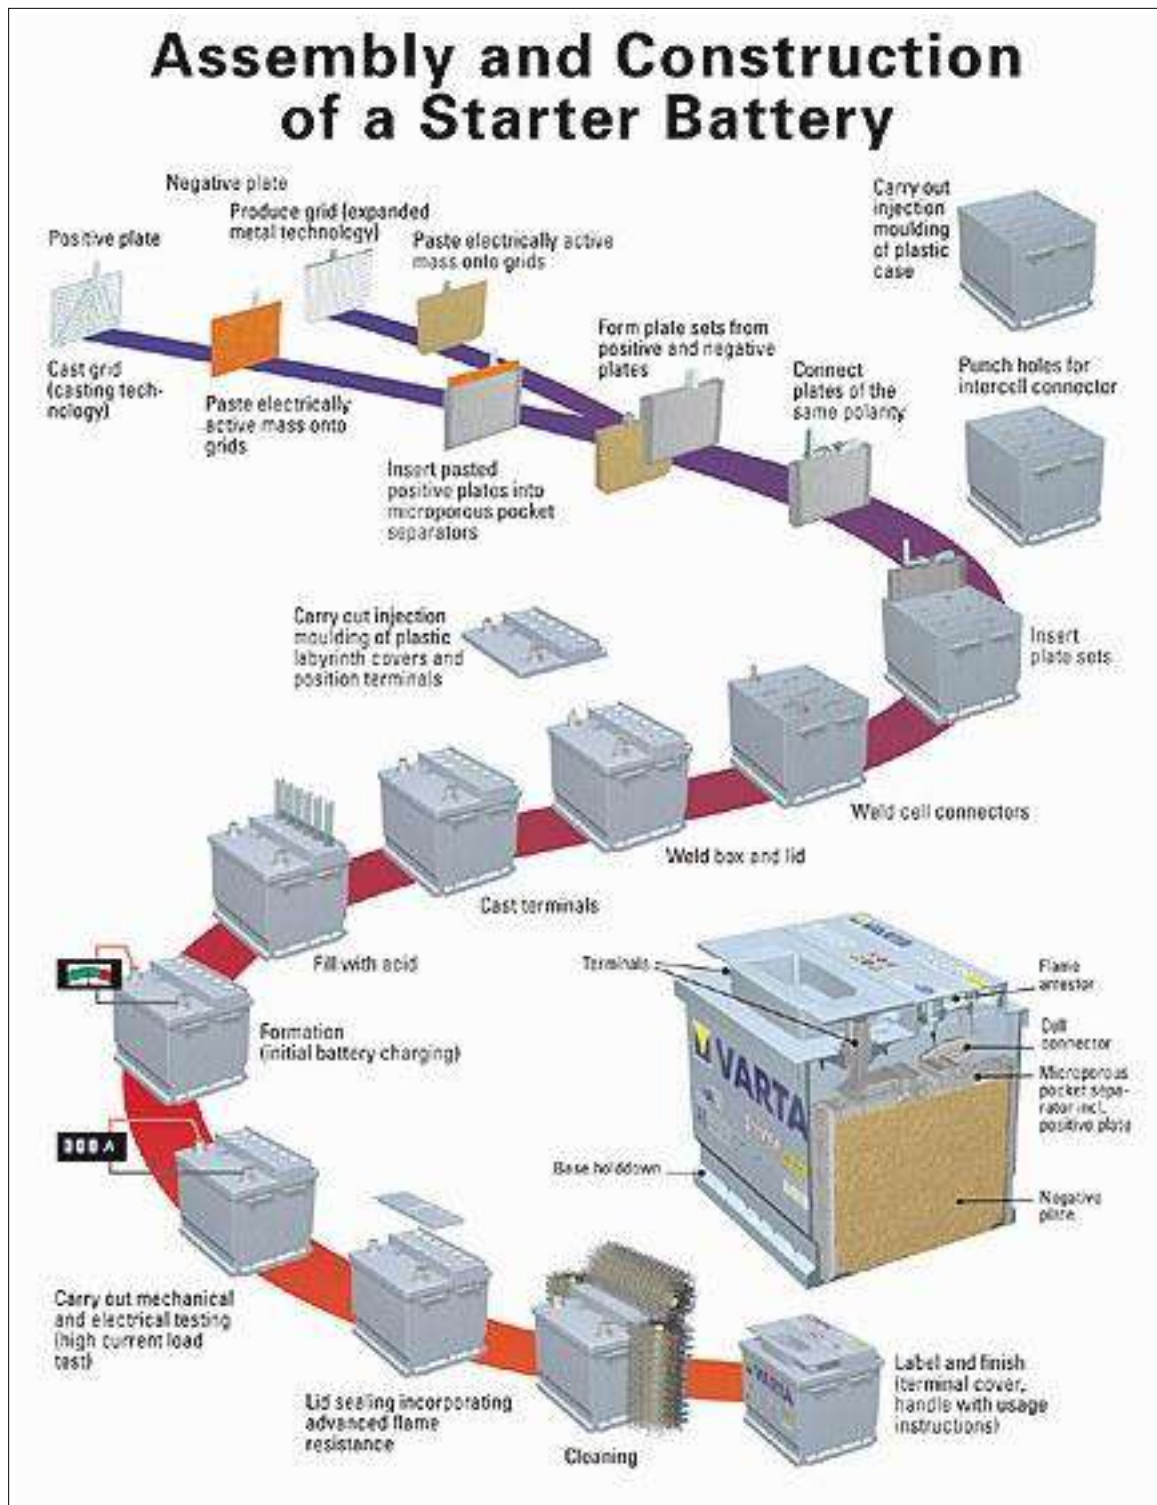 Assembly and Construction
of a Starter Battery
Negative plate
Produce grid (expanded
metal technology)
Positive plate
Paste electrically active
mass onto grids
Carry out
injection
moulding
of plastic
case
Cast grid
(casting tech-
nology)
Paste electrically
active mass onto
grids
Form plate sets from
positive and negative
plates
Connect
plates of the
same polarity
Punch holes for
intercell connector
Insert pasted
positive plates into
microporous pocket
separators
Carry out injection
moulding of plastic
labyrinth covers and
position terminals
Insert
plate sets
Weld cell connectors
Weld box and lid
Cast terminals
Fill with acid
Formation
(initial battery charging)
300 A
Carry out mechanical
and electrical testing
(high current load
test)
Lid sealing incorporating
advanced flame
resistance
Cleaning
VARTA
Label and finish
(terminal cover,
handle with usage
instructions)
VARTA
Terminals
Flame
arrestor
Cell
connector
Microporous
pocket sepa-
rator incl.
positive plate
VARTA
Base holddown
Negative
plate